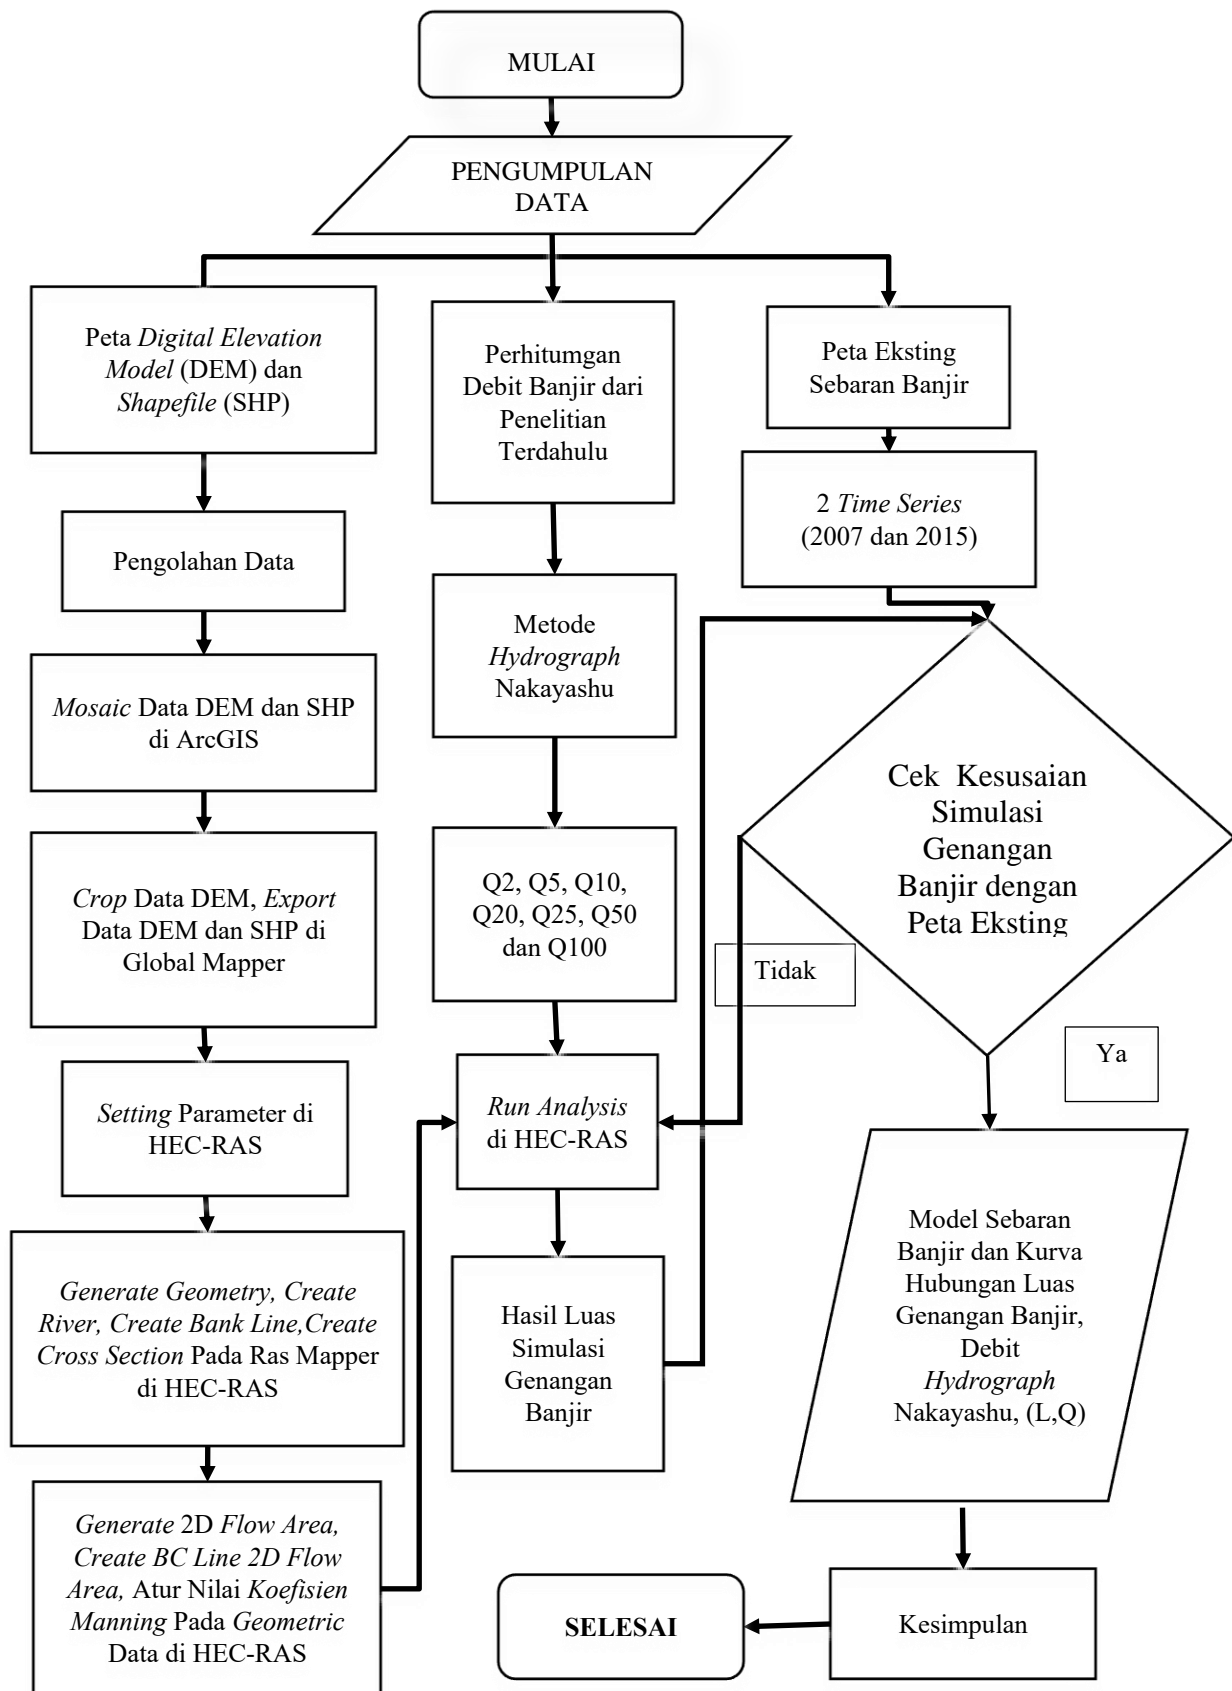 MULAI
PENGUMPULAN
DATA
Peta Digital Elevation
Model (DEM) dan
Shapefile (SHP)
Pengolahan Data
Mosaic Data DEM dan SHP
di ArcGIS
Crop Data DEM, Export
Data DEM dan SHP di
Global Mapper
Setting Parameter di
HEC-RAS
Generate Geometry, Create
River, Create Bank Line,Create
Cross Section Pada Ras Mapper
di HEC-RAS
Generate 2D Flow Area,
Create BC Line 2D Flow
Area, Atur Nilai Koefisien
Manning Pada Geometric
Data di HEC-RAS
Perhitumgan
Debit Banjir dari
Penelitian
Terdahulu
Metode
Hydrograph
Nakayashu
Q2, Q5, Q10,
Q20, Q25, Q50
dan Q100
Run Analysis
di HEC-RAS
Hasil Luas
Simulasi
Genangan
Banjir
Peta Eksting
Sebaran Banjir
2 Time Series
(2007 dan 2015)
Cek Kesusaian
Simulasi
Genangan
Banjir dengan
Peta Eksting
Tidak
Ya
Model Sebaran
Banjir dan Kurva
Hubungan Luas
Genangan Banjir,
Debit
Hydrograph
Nakayashu, (L,Q)
Kesimpulan
SELESAI